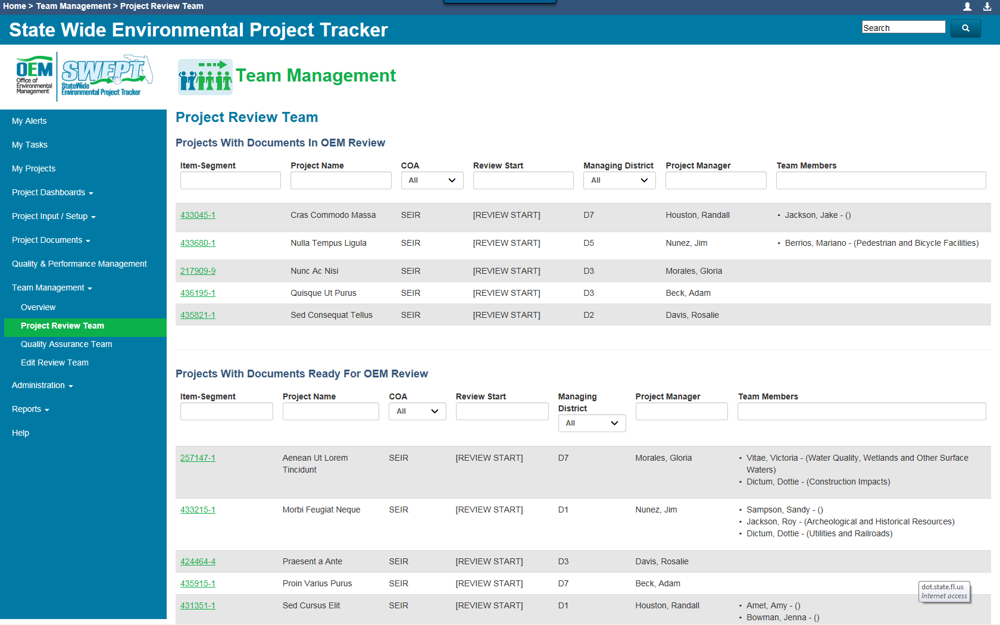 Home > Team Management > Project Review Team
State Wide Environmental Project Tracker
Search
OEM
Office of
Environmental
Management
SWEPT
StateWide
Environmental Project Tracker
Team Management
My Alerts
My Tasks
My Projects
Project Dashboards
Project Input / Setup
Project Documents
Quality & Performance Management
Team Management
Overview
Project Review Team
Quality Assurance Team
Edit Review Team
Administration
Reports
Help
Project Review Team
Projects With Documents In OEM Review
Item-Segment Project Name COA Review Start Managing District Project Manager Team Members
All All
433045-1 Cras Commodo Massa SEIR [REVIEW START] D7 Houston, Randall • Jackson, Jake - ()
433680-1 Nulla Tempus Ligula SEIR [REVIEW START] D5 Nunez, Jim • Berrios, Mariano - (Pedestrian and Bicycle Facilities)
217909-9 Nunc Ac Nisi SEIR [REVIEW START] D3 Morales, Gloria
436195-1 Quisque Ut Purus SEIR [REVIEW START] D3 Beck, Adam
435821-1 Sed Consequat Tellus SEIR [REVIEW START] D2 Davis, Rosalie
Projects With Documents Ready For OEM Review
Item-Segment Project Name COA Review Start Managing Project Manager Team Members
District
All All
257147-1 Aenean Ut Lorem SEIR [REVIEW START] D7 Morales, Gloria • Vitae, Victoria - (Water Quality, Wetlands and Other Surface
Tincidunt Waters)
• Dictum, Dottie - (Construction Impacts)
433215-1 Morbi Feugiat Neque SEIR [REVIEW START] D1 Nunez, Jim • Sampson, Sandy - ()
• Jackson, Roy - (Archeological and Historical Resources)
• Dictum, Dottie - (Utilities and Railroads)
424464-4 Praesent a Ante SEIR [REVIEW START] D3 Davis, Rosalie
435915-1 Proin Varius Purus SEIR [REVIEW START] D7 Beck, Adam
431351-1 Sed Cursus Elit SEIR [REVIEW START] D1 Houston, Randall • Amet, Amy - ()
• Bowman, Jenna - ()
dot.state.fl.us
Internet access